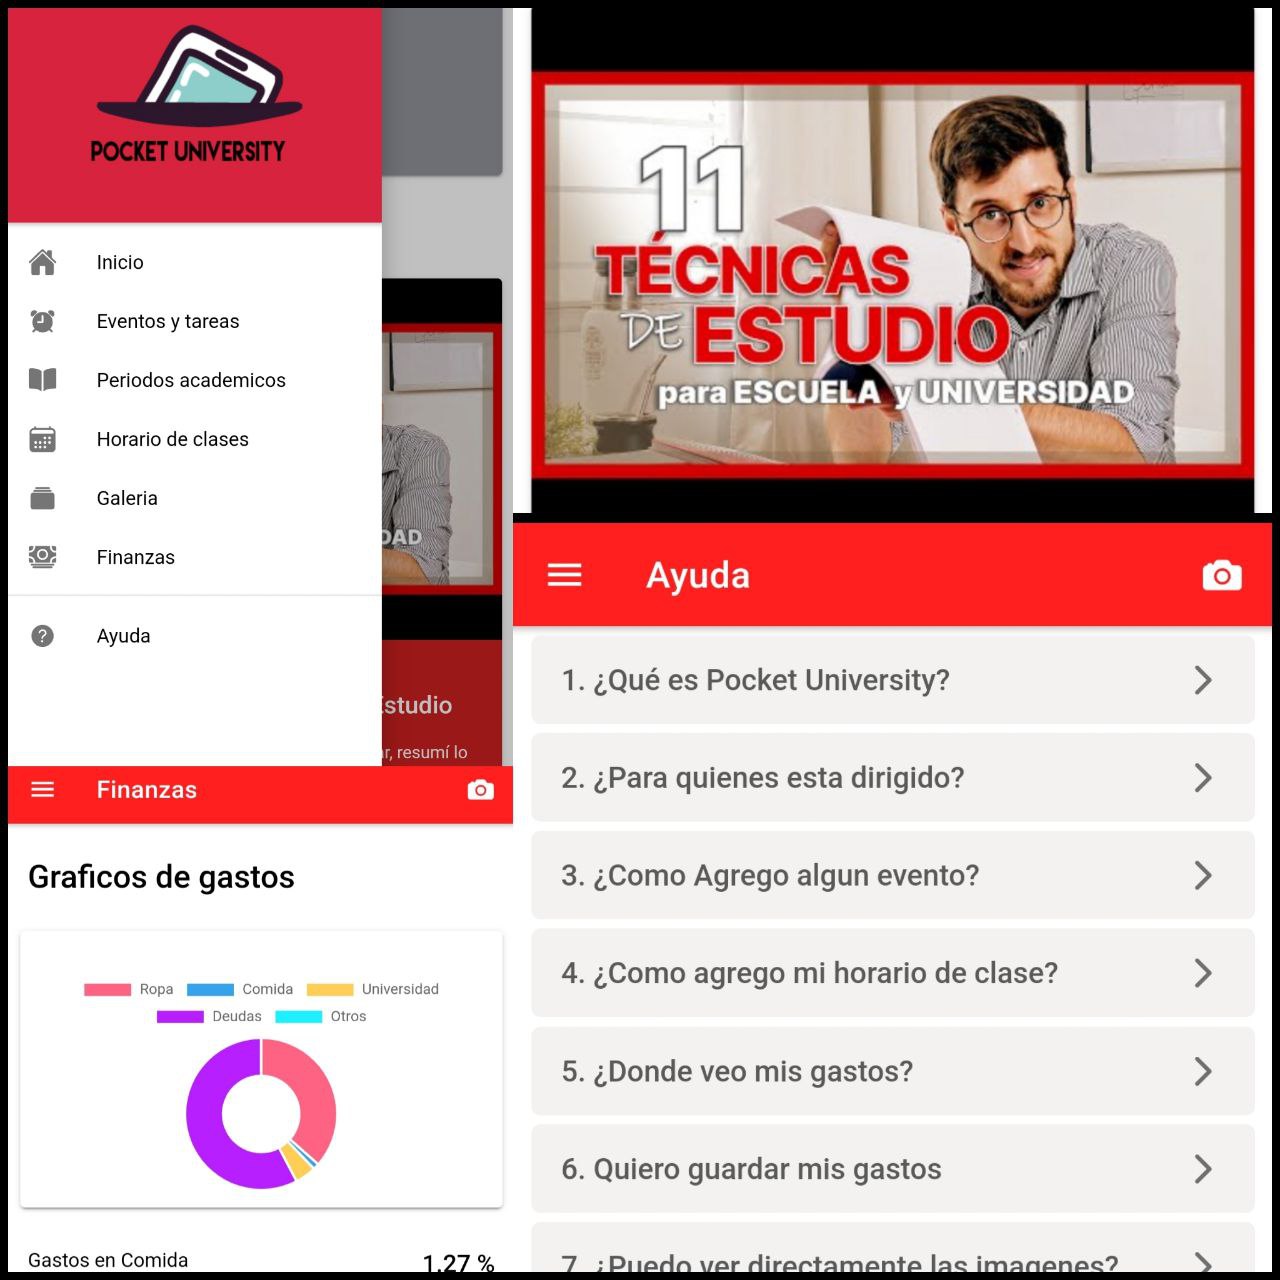 POCKET UNIVERSITY
Inicio
Eventos y tareas
Periodos academicos
Horario de clases
Galeria
Finanzas
Ayuda
DAD
Estudio
ar, resumí lo
Finanzas
Graficos de gastos
Ropa Comida Universidad
Deudas Otros
Gastos en Comida 1.27 %
11
TÉCNICAS
DE ESTUDIO
para ESCUELA y UNIVERSIDAD
Ayuda
1. ¿Qué es Pocket University?
2. ¿Para quienes esta dirigido?
3. ¿Como Agrego algun evento?
4. ¿Como agrego mi horario de clase?
5. ¿Donde veo mis gastos?
6. Quiero guardar mis gastos
7. ¿Puedo ver directamente las imagenes?